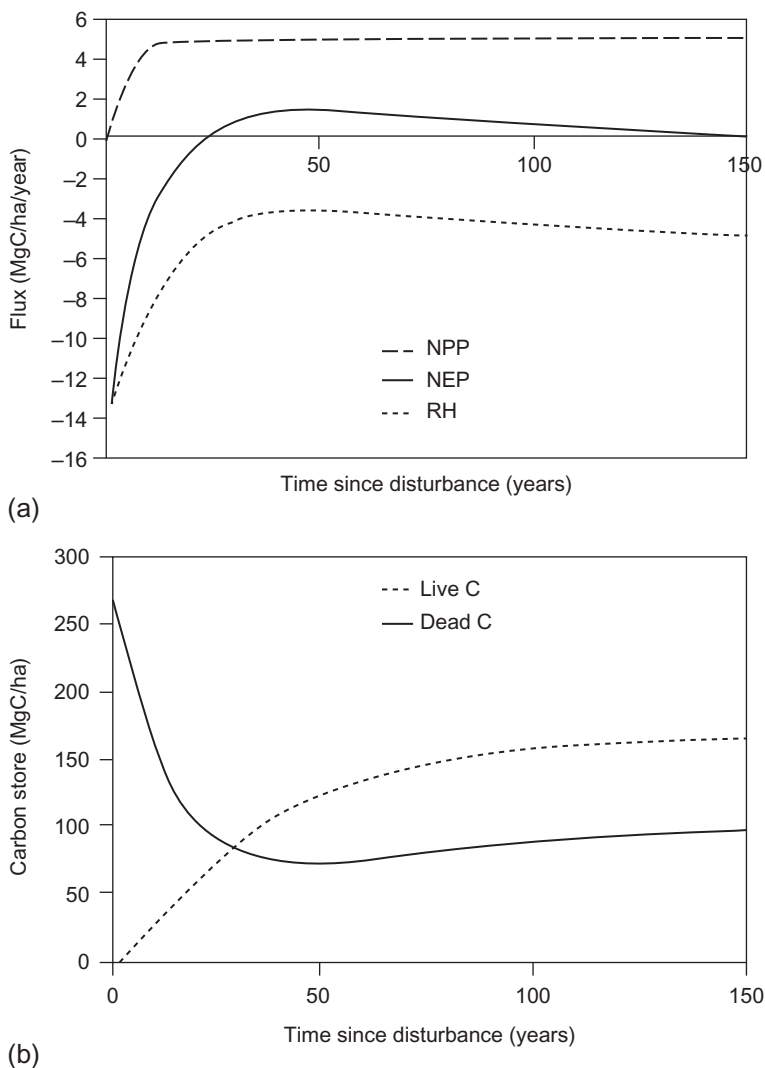 6
4
2
0
–2
–4
–6
–8
–10
–12
–14
–16
Flux (MgC/ha/year)
50
100
150
NPP
NEP
RH
Time since disturbance (years)
(a)
300
250
200
150
100
50
0
Carbon store (MgC/ha)
Live C
Dead C
0
50
100
150
Time since disturbance (years)
(b)